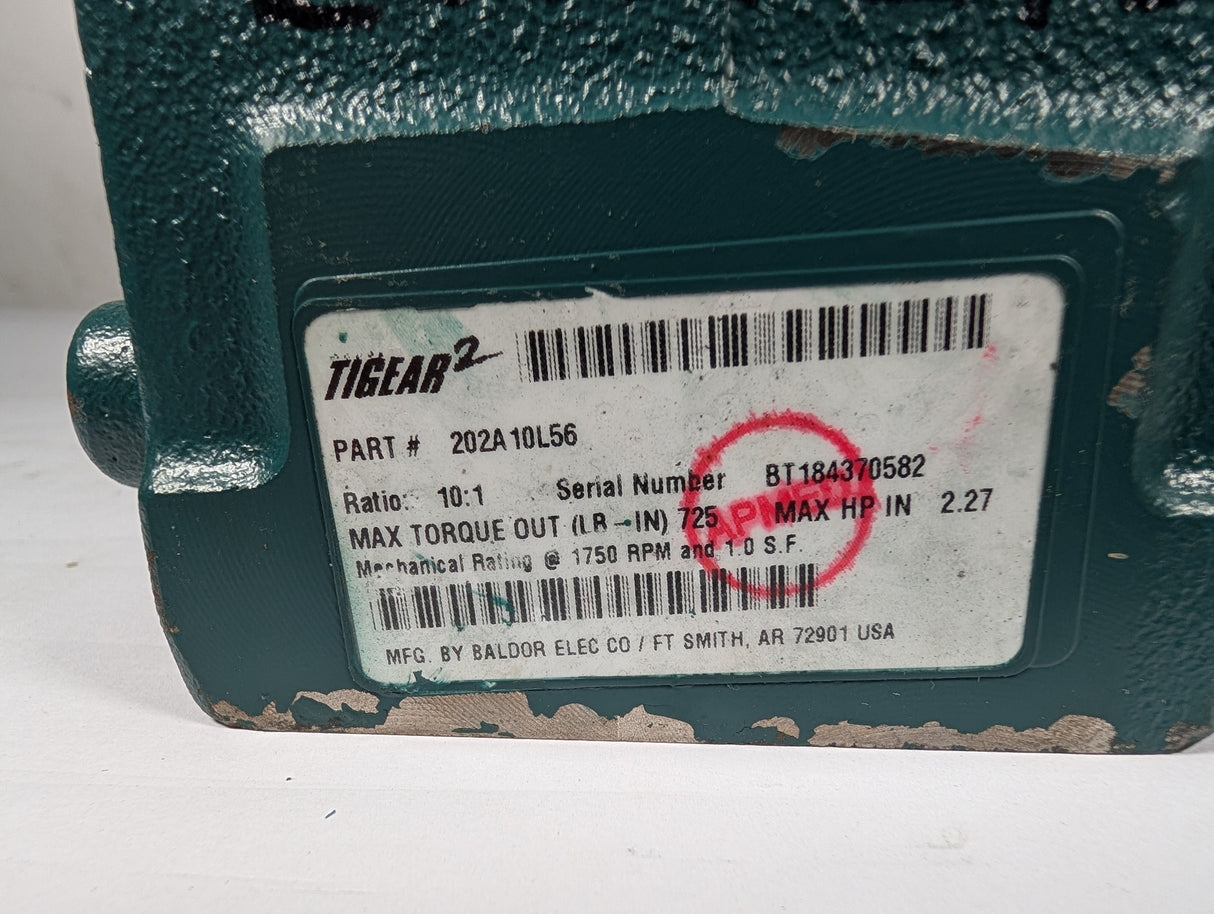 TIGEAR2
PART # 202A10L56
Ratio: 10:1 Serial Number BT184370582
MAX TORQUE OUT (LB-IN) 725 MAX HP IN 2.27
Mechanical Rating @ 1750 RPM and 1.0 S.F.
MFG. BY BALDOR ELEC CO / FT SMITH, AR 72901 USA